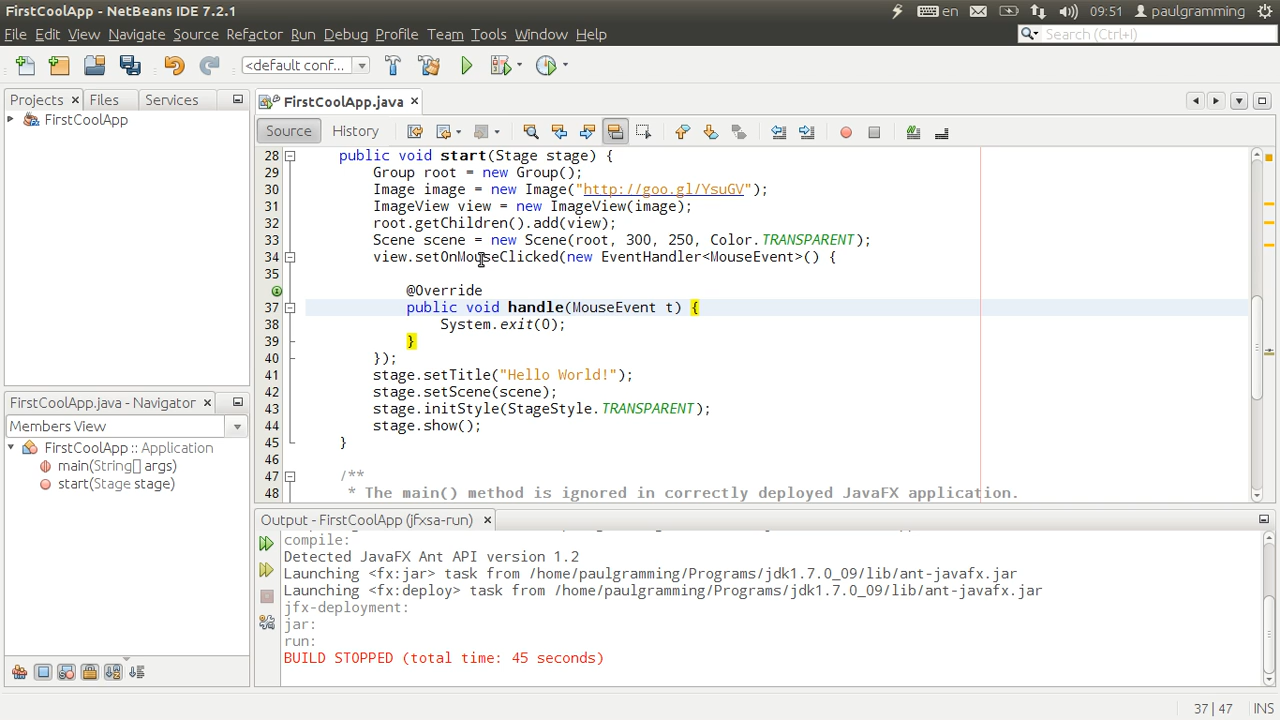 FirstCoolApp - NetBeans IDE 7.2.1
en
09:51
paulgramming
File Edit View Navigate Source Refactor Run Debug Profile Team Tools Window Help
Search (Ctrl+I)
<default conf...
Projects
Files
Services
FirstCoolApp
FirstCoolApp.java
Source
History
28 public void start(Stage stage) {
29 Group root = new Group();
30 Image image = new Image("http://goo.gl/YsuGV");
31 ImageView view = new ImageView(image);
32 root.getChildren().add(view);
33 Scene scene = new Scene(root, 300, 250, Color.TRANSPARENT);
34 view.setOnMouseClicked(new EventHandler<MouseEvent>() {
35
@Override
37 public void handle(MouseEvent t) {
38 System.exit(0);
39 }
40 });
41 stage.setTitle("Hello World!");
42 stage.setScene(scene);
43 stage.initStyle(StageStyle.TRANSPARENT);
44 stage.show();
45 }
46
47 /**
48 * The main() method is ignored in correctly deployed JavaFX application.
FirstCoolApp.java - Navigator
Members View
FirstCoolApp :: Application
main(String[] args)
start(Stage stage)
Output - FirstCoolApp (jfxsa-run)
compile:
Detected JavaFX Ant API version 1.2
Launching <fx:jar> task from /home/paulgramming/Programs/jdk1.7.0_09/lib/ant-javafx.jar
Launching <fx:deploy> task from /home/paulgramming/Programs/jdk1.7.0_09/lib/ant-javafx.jar
jfx-deployment:
jar:
run:
BUILD STOPPED (total time: 45 seconds)
37 | 47
INS